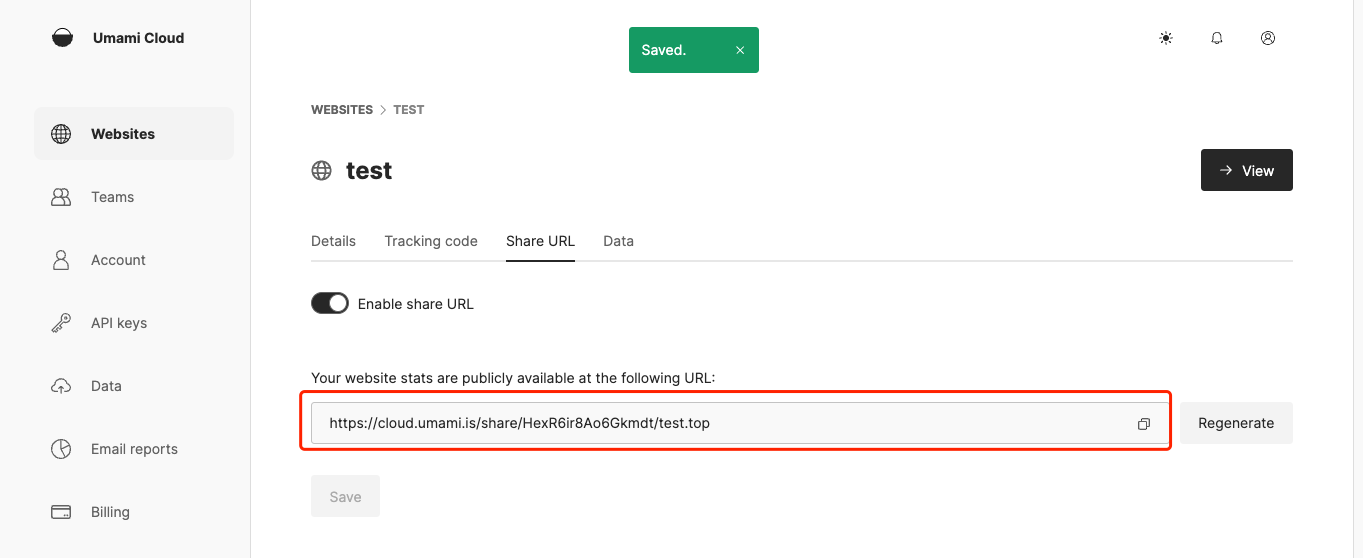 Umami Cloud
Saved.
Websites
Teams
Account
API keys
Data
Email reports
Billing
WEBSITES > TEST
test
View
Details Tracking code Share URL Data
Enable share URL
Your website stats are publicly available at the following URL:
https://cloud.umami.is/share/HexR6ir8Ao6Gkmdt/test.top
Regenerate
Save